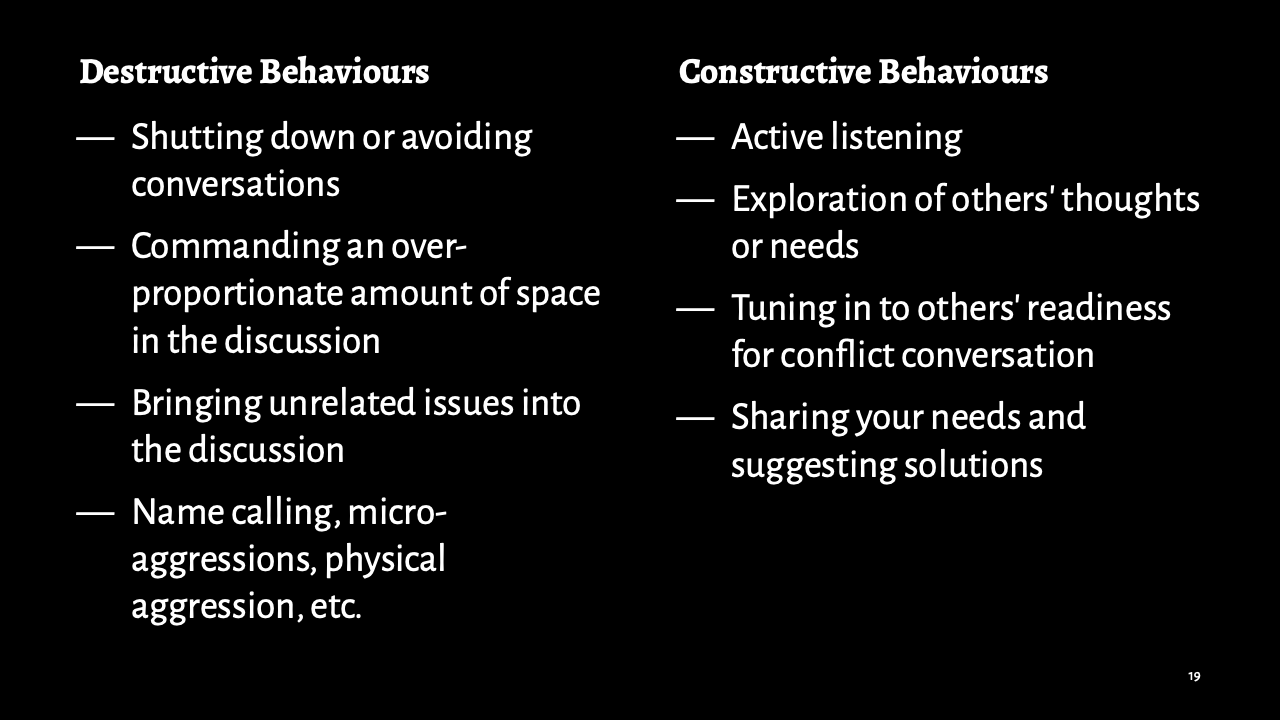 Destructive Behaviours
— Shutting down or avoiding
conversations
— Commanding an over-
proportionate amount of space
in the discussion
— Bringing unrelated issues into
the discussion
— Name calling, micro-
aggressions, physical
aggression, etc.
Constructive Behaviours
— Active listening
— Exploration of others' thoughts
or needs
— Tuning in to others' readiness
for conflict conversation
— Sharing your needs and
suggesting solutions
19